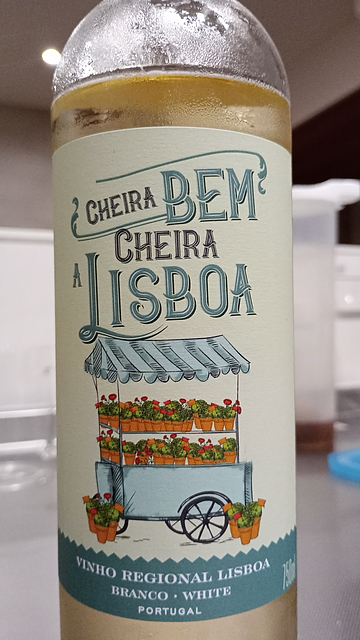 CHEIRA BEM
CHEIRA
A LISBOA
VINHO REGIONAL LISBOA
BRANCO · WHITE
PORTUGAL
750ml